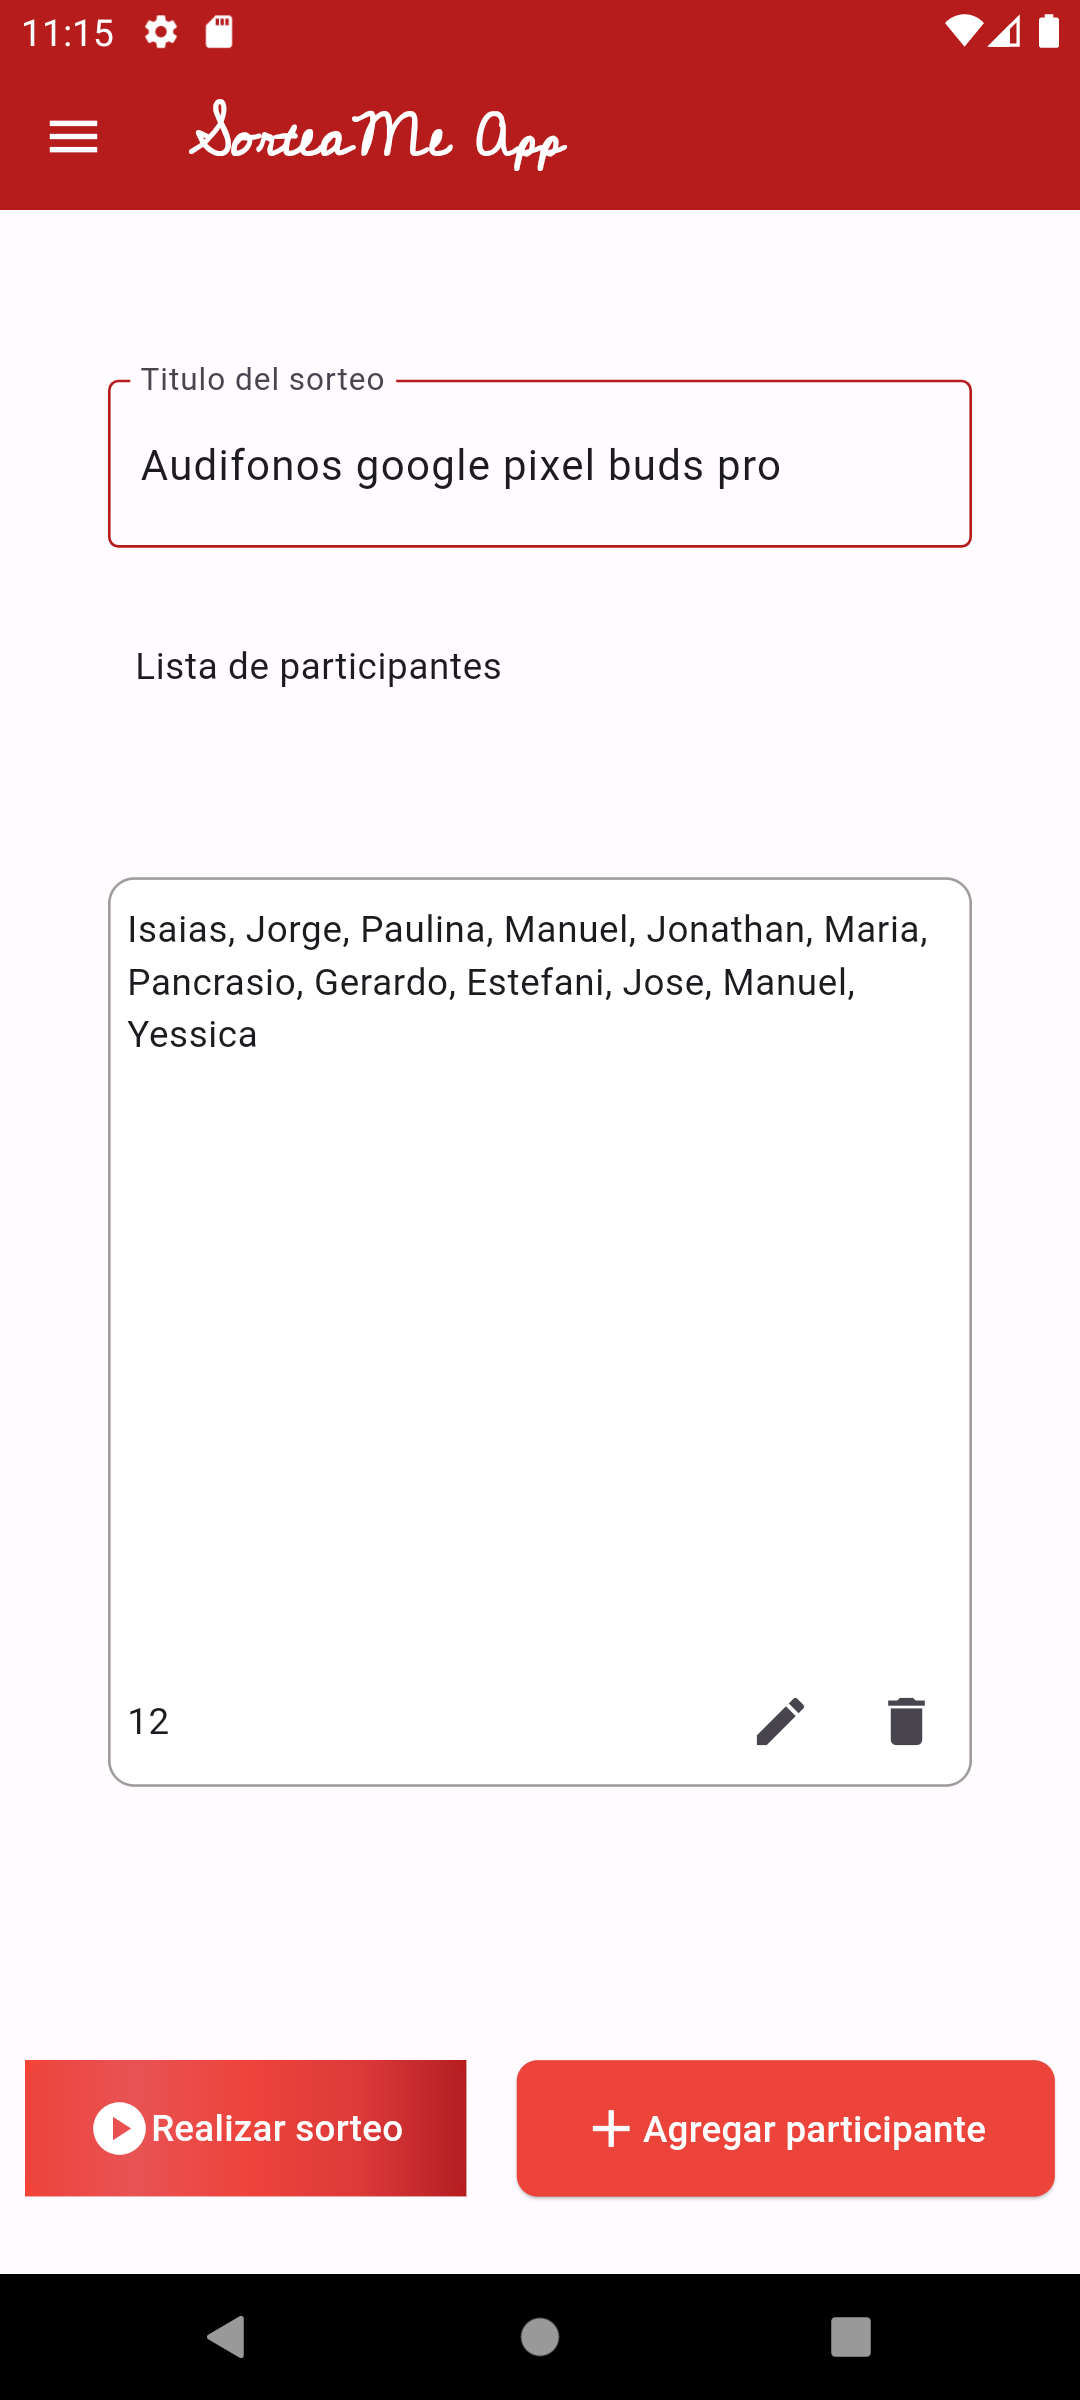 11:15
SorteaMe App
Titulo del sorteo
Audifonos google pixel buds pro
Lista de participantes
Isaias, Jorge, Paulina, Manuel, Jonathan, Maria,
Pancrasio, Gerardo, Estefani, Jose, Manuel,
Yessica
12
Realizar sorteo
Agregar participante